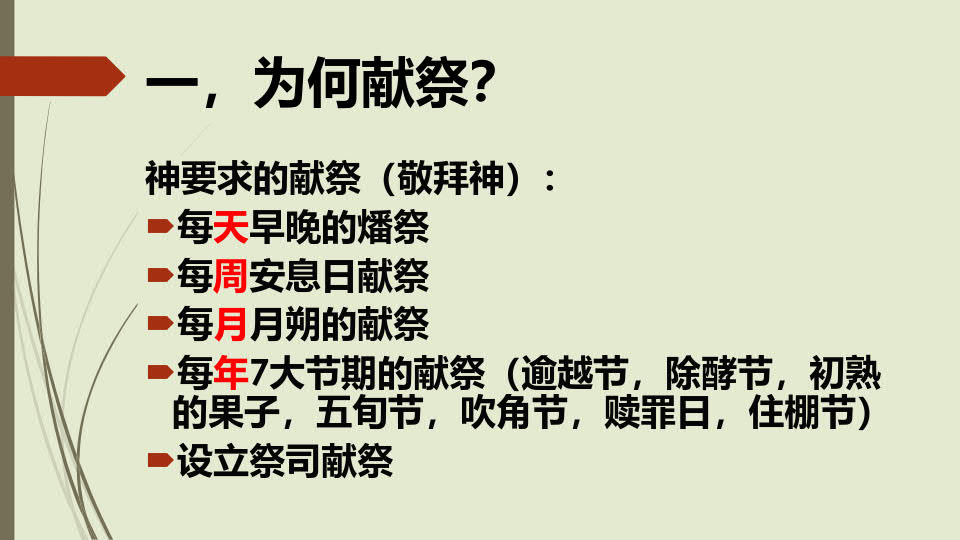 一，为何献祭？
神要求的献祭（敬拜神）：
每天早晚的燔祭
每周安息日献祭
每月月朔的献祭
每年7大节期的献祭（逾越节，除酵节，初熟
的果子，五旬节，吹角节，赎罪日，住棚节）
设立祭司献祭